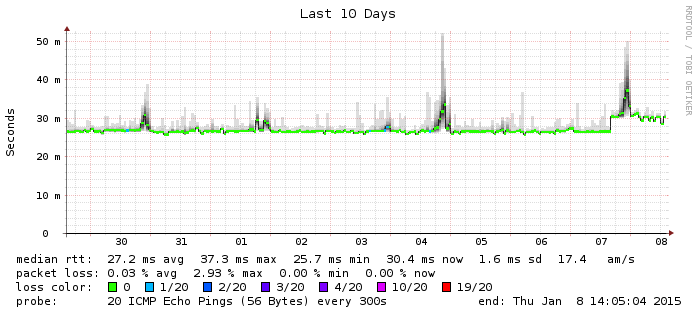 Last 10 Days
RRDTOOL / TOBI OETIKER
Seconds
50 m
40 m
30 m
20 m
10 m
0
30 31 01 02 03 04 05 06 07 08
median rtt: 27.2 ms avg 37.3 ms max 25.7 ms min 30.4 ms now 1.6 ms sd 17.4 am/s
packet loss: 0.03 % avg 2.93 % max 0.00 % min 0.00 % now
loss color: 0 1/20 2/20 3/20 4/20 10/20 19/20
probe: 20 ICMP Echo Pings (56 Bytes) every 300s end: Thu Jan 8 14:05:04 2015